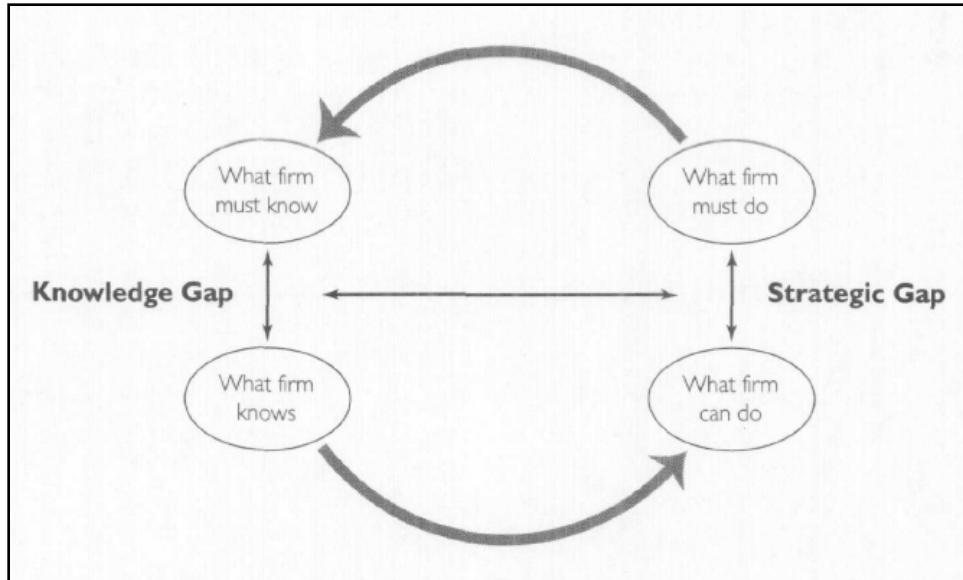 What firm
must know
What firm
must do
Knowledge Gap
Strategic Gap
What firm
knows
What firm
can do